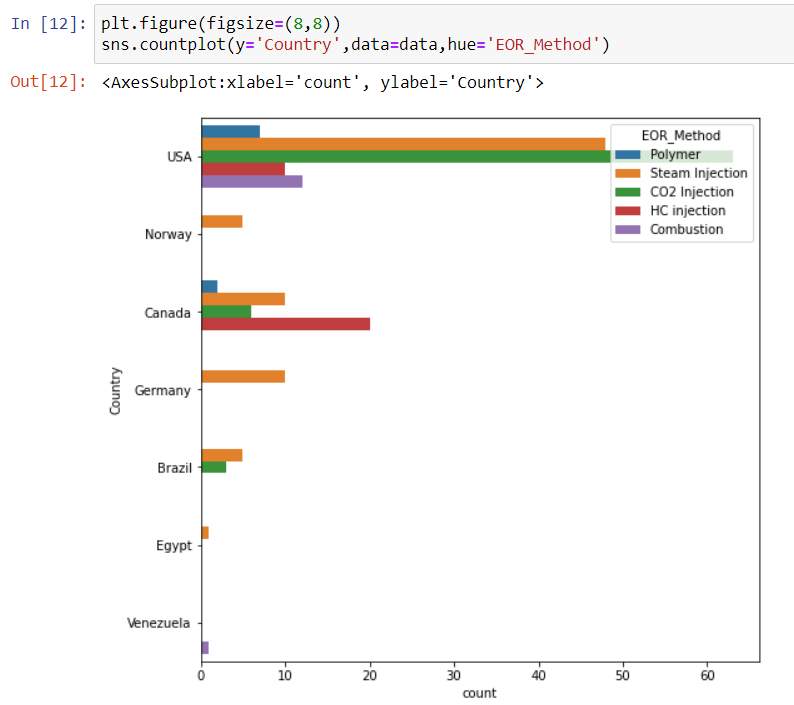 In [12]: plt.figure(figsize=(8,8))
sns.countplot(y='Country',data=data,hue='EOR_Method')
Out[12]: <AxesSubplot:xlabel='count', ylabel='Country'>
EOR_Method
Polymer
Steam Injection
CO2 Injection
HC injection
Combustion
USA
Norway
Canada
Germany
Brazil
Egypt
Venezuela
Country
0 10 20 30 40 50 60
count